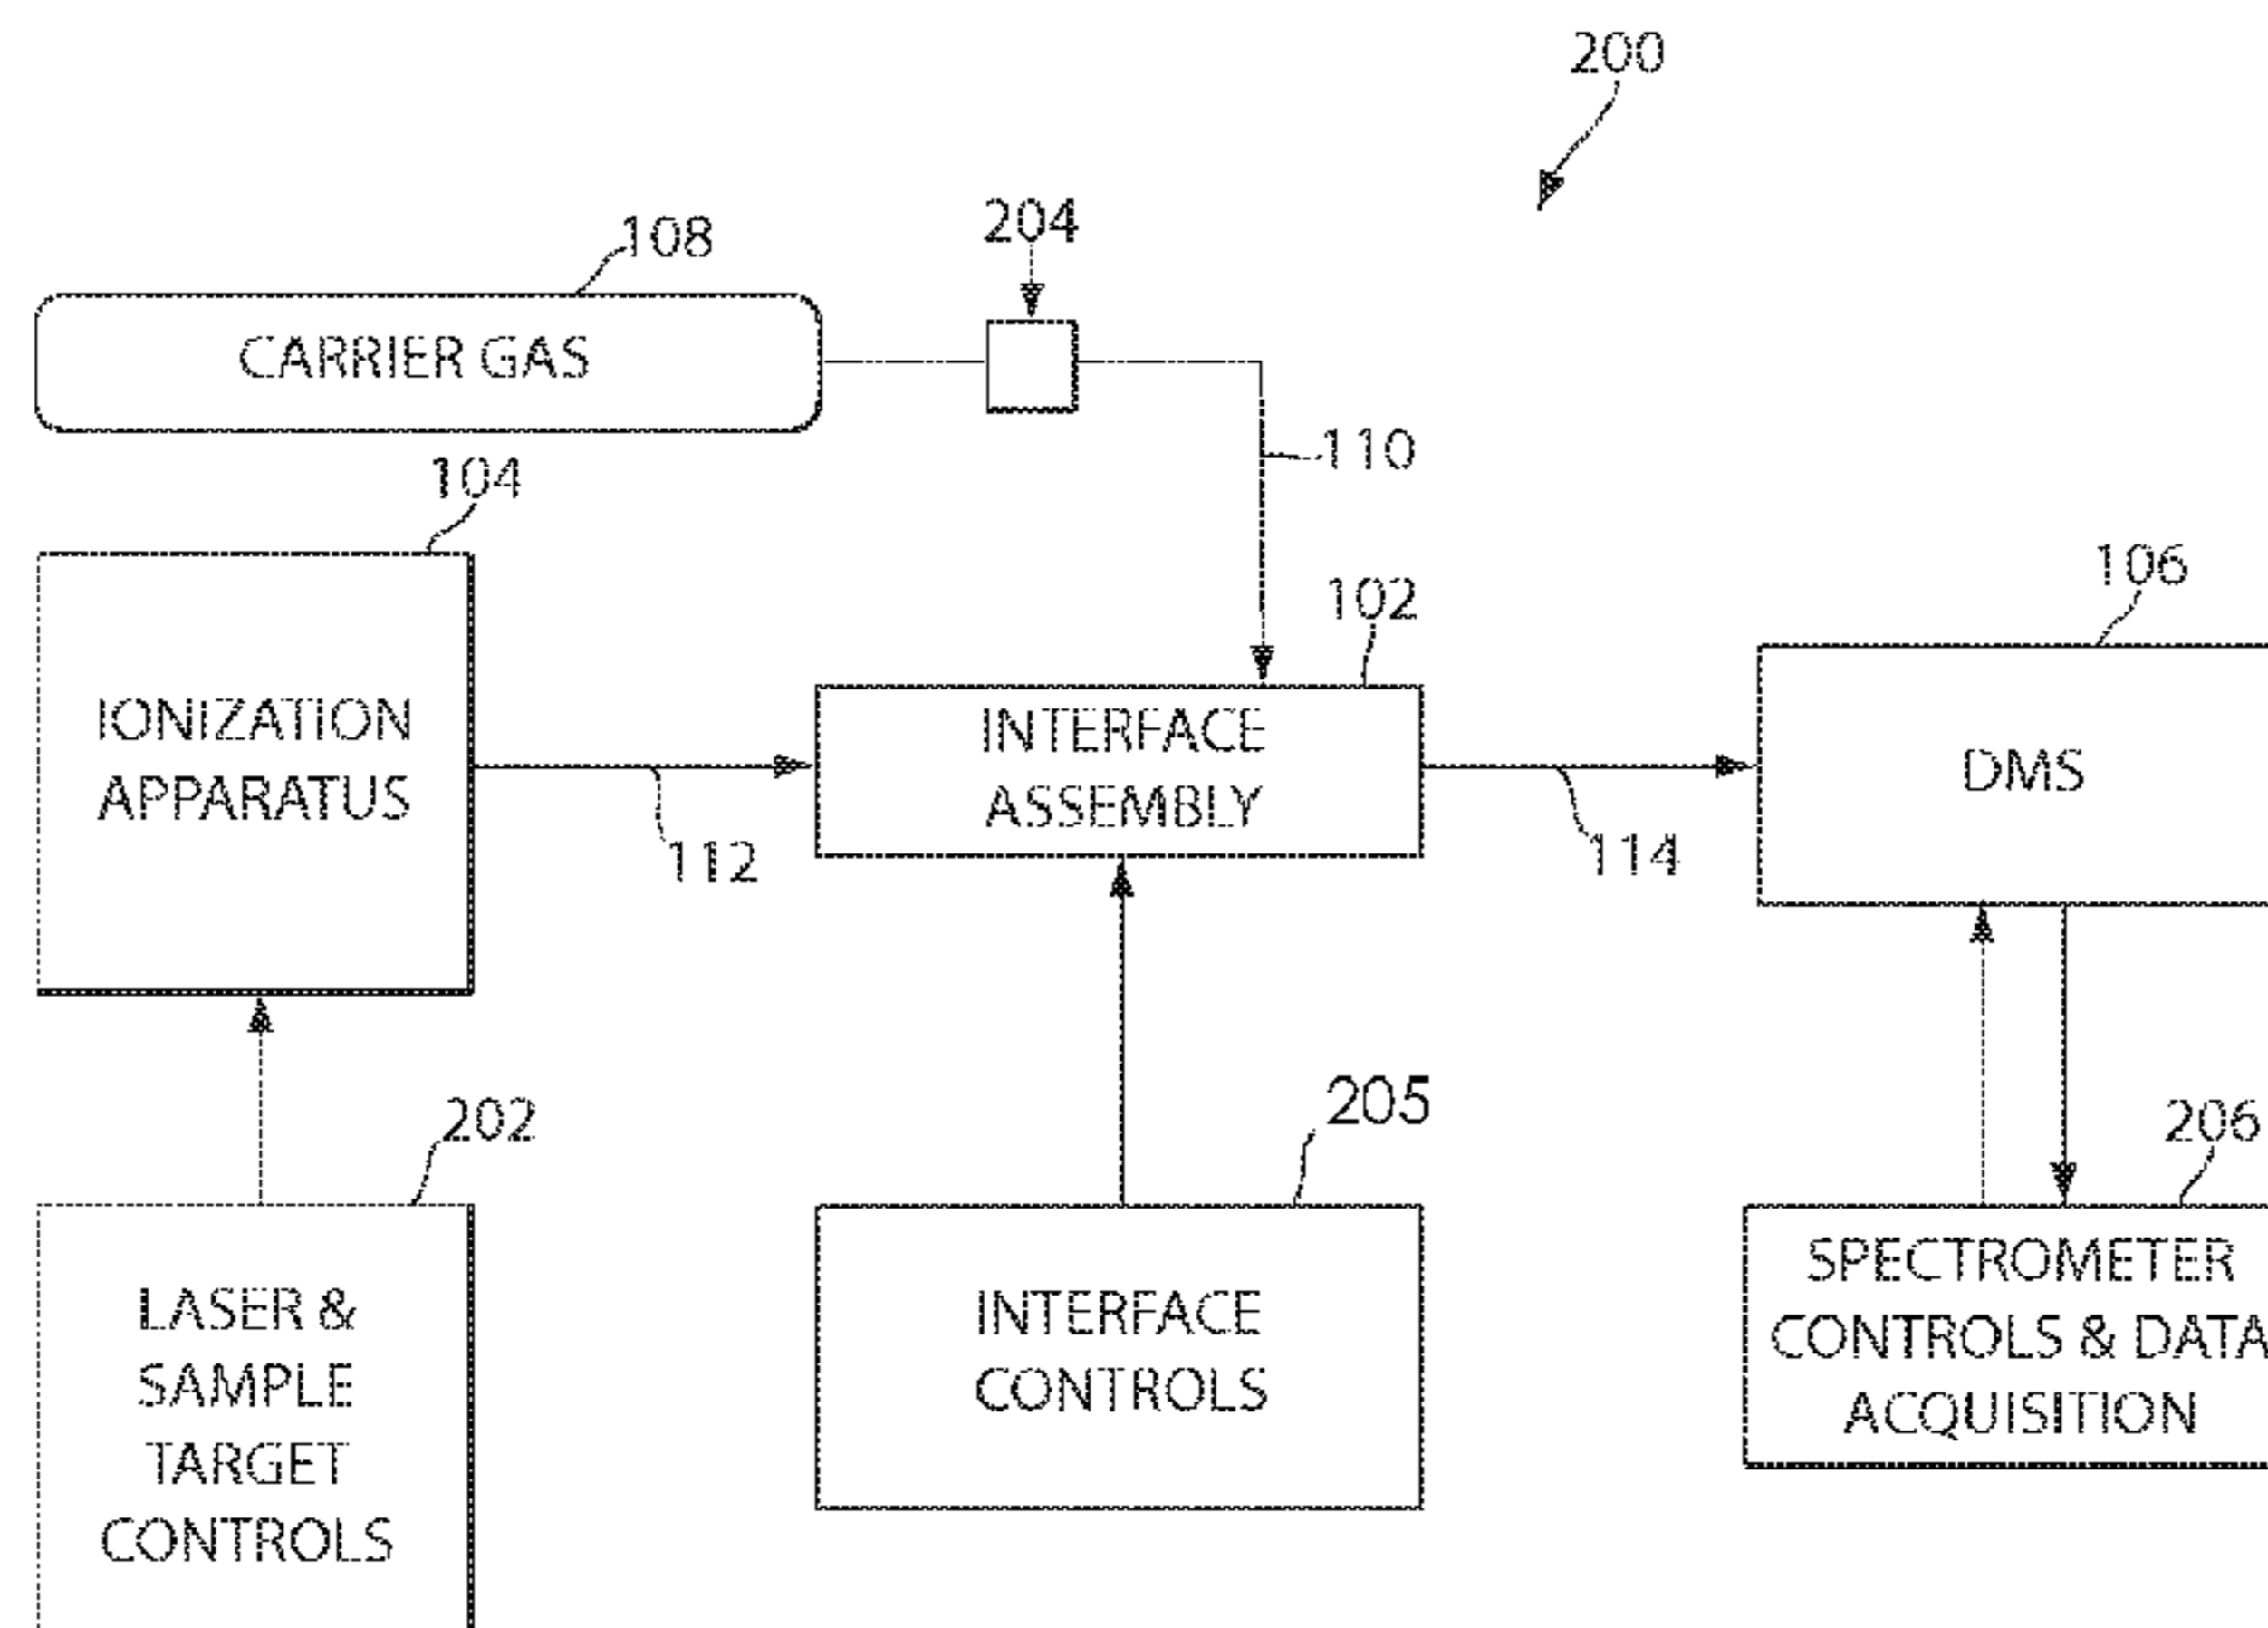 200
108
204
CARRIER GAS
110
104
102
106
IONIZATION
APPARATUS
INTERFACE
ASSEMBLY
DMS
112
114
202
205
206
LASER &
SAMPLE
TARGET
CONTROLS
INTERFACE
CONTROLS
SPECTROMETER
CONTROLS & DATA
ACQUISITION